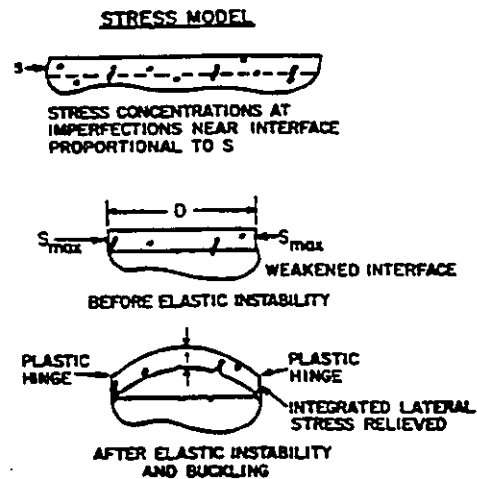 STRESS MODEL
S
STRESS CONCENTRATIONS AT
IMPERFECTIONS NEAR INTERFACE
PROPORTIONAL TO S
D
Smax
Smax
WEAKENED INTERFACE
BEFORE ELASTIC INSTABILITY
PLASTIC
HINGE
t
PLASTIC
HINGE
INTEGRATED LATERAL
STRESS RELIEVED
AFTER ELASTIC INSTABILITY
AND BUCKLING